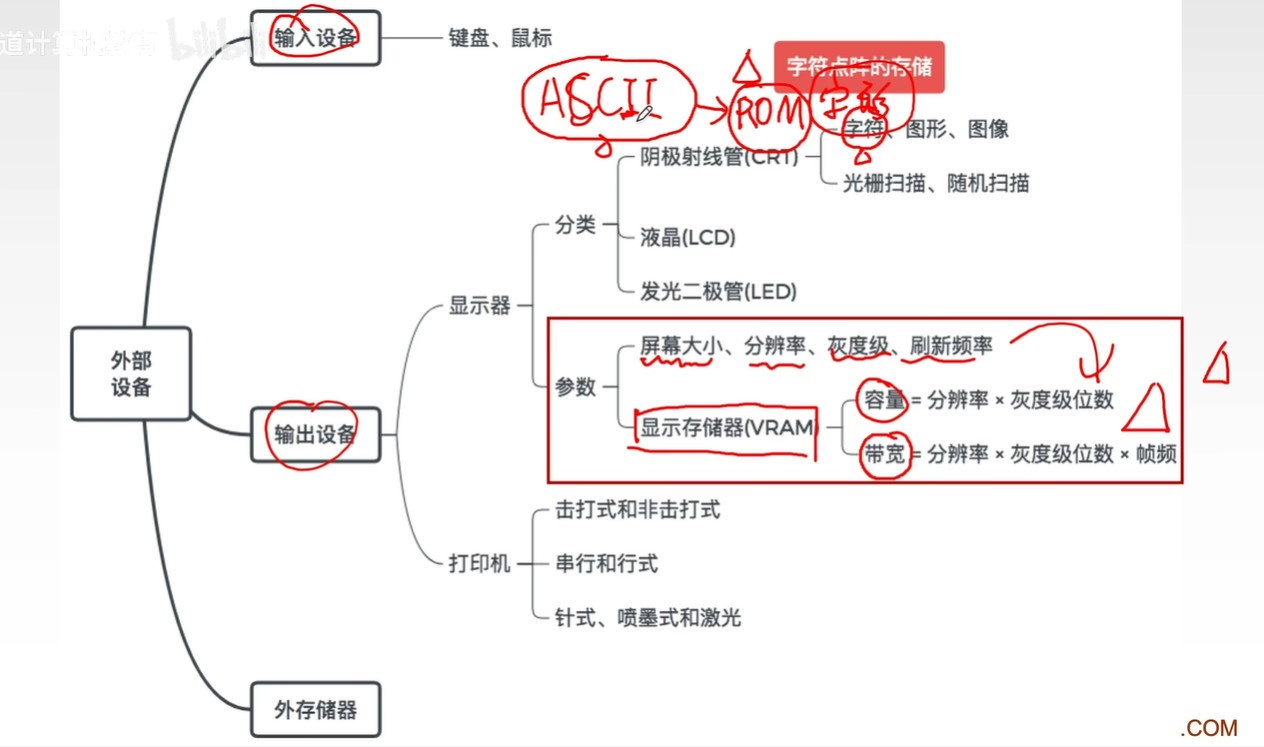 道计算机教育 bilibili
输入设备
键盘、鼠标
字符点阵的存储
ASCII → ROM 字形
字符、图形、图像
阴极射线管(CRT)
光栅扫描、随机扫描
分类
液晶(LCD)
发光二极管(LED)
显示器
屏幕大小、分辨率、灰度级、刷新频率
外部
设备
参数
容量 = 分辨率 × 灰度级位数
输出设备
显示存储器(VRAM)
带宽 = 分辨率 × 灰度级位数 × 帧频
击打式和非击打式
打印机
串行和行式
针式、喷墨式和激光
外存储器
.COM